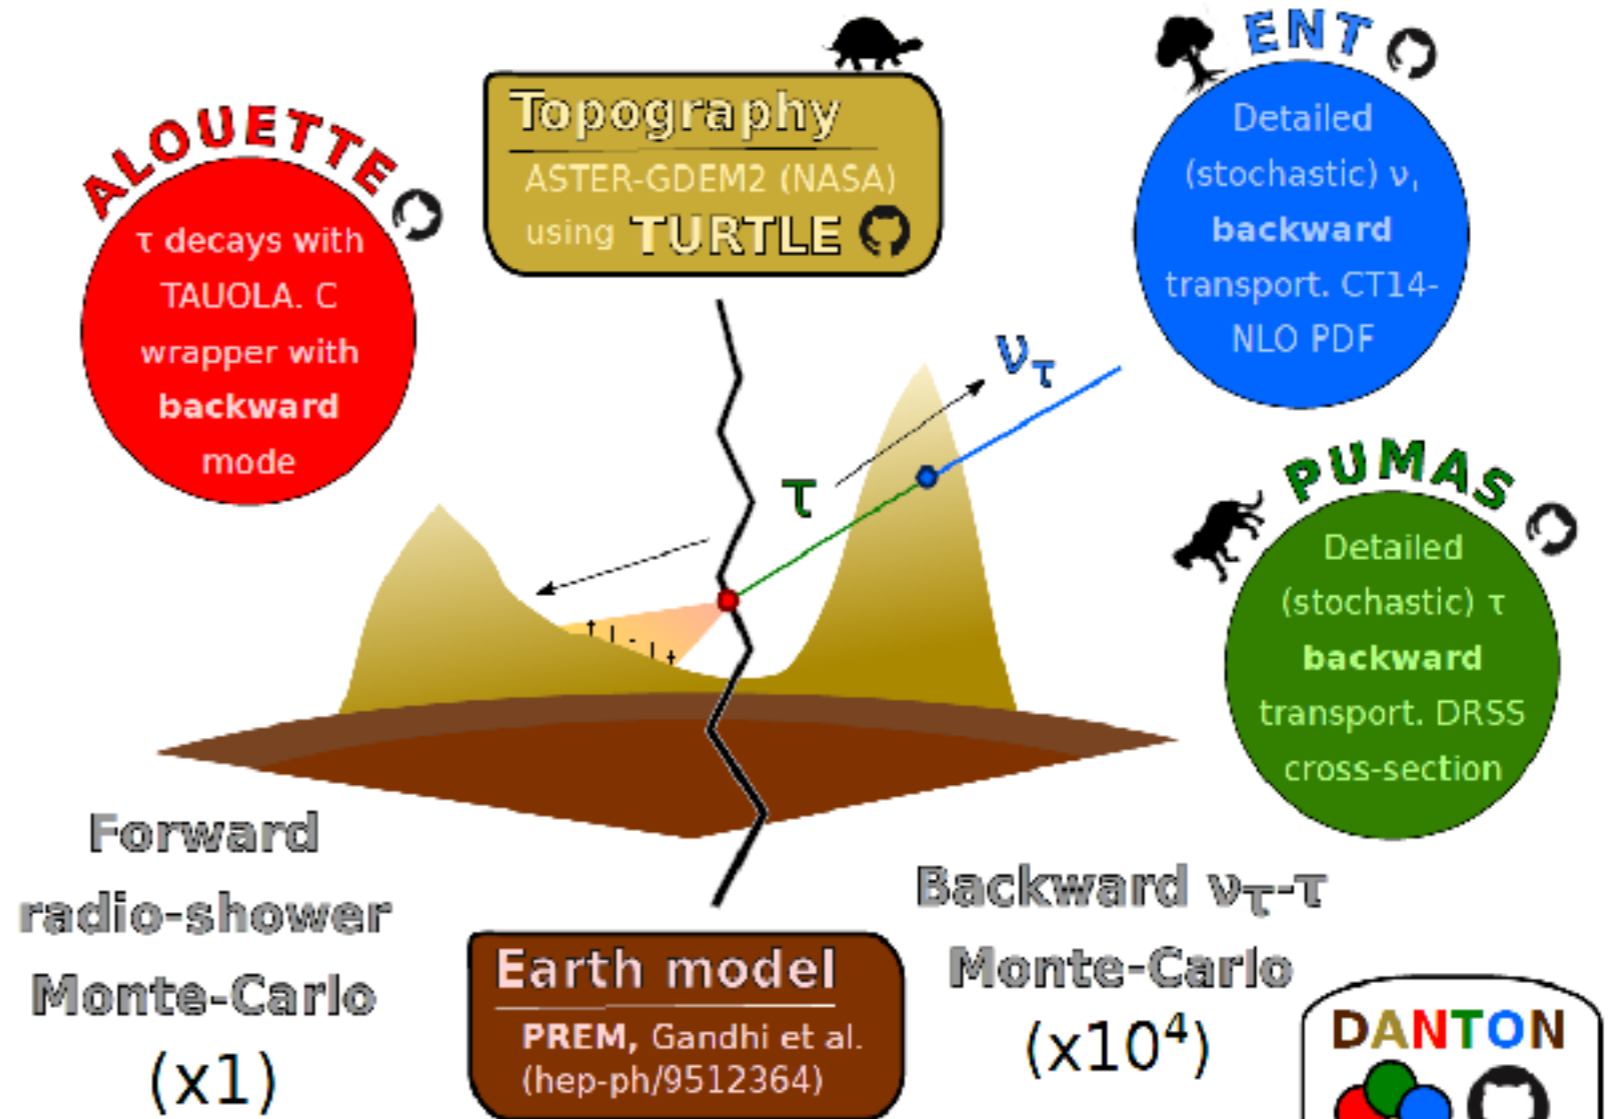 ALOUETTE
τ decays with
TAUOLA. C
wrapper with
backward
mode
Topography
ASTER-GDEM2 (NASA)
using TURTLE
ENT
Detailed
(stochastic) ντ
backward
transport. CT14-
NLO PDF
ντ
τ
PUMAS
Detailed
(stochastic) τ
backward
transport. DRSS
cross-section
Forward
radio-shower
Monte-Carlo
(x1)
Earth model
PREM, Gandhi et al.
(hep-ph/9512364)
Backward ντ-τ
Monte-Carlo
(x10⁴)
DANTON